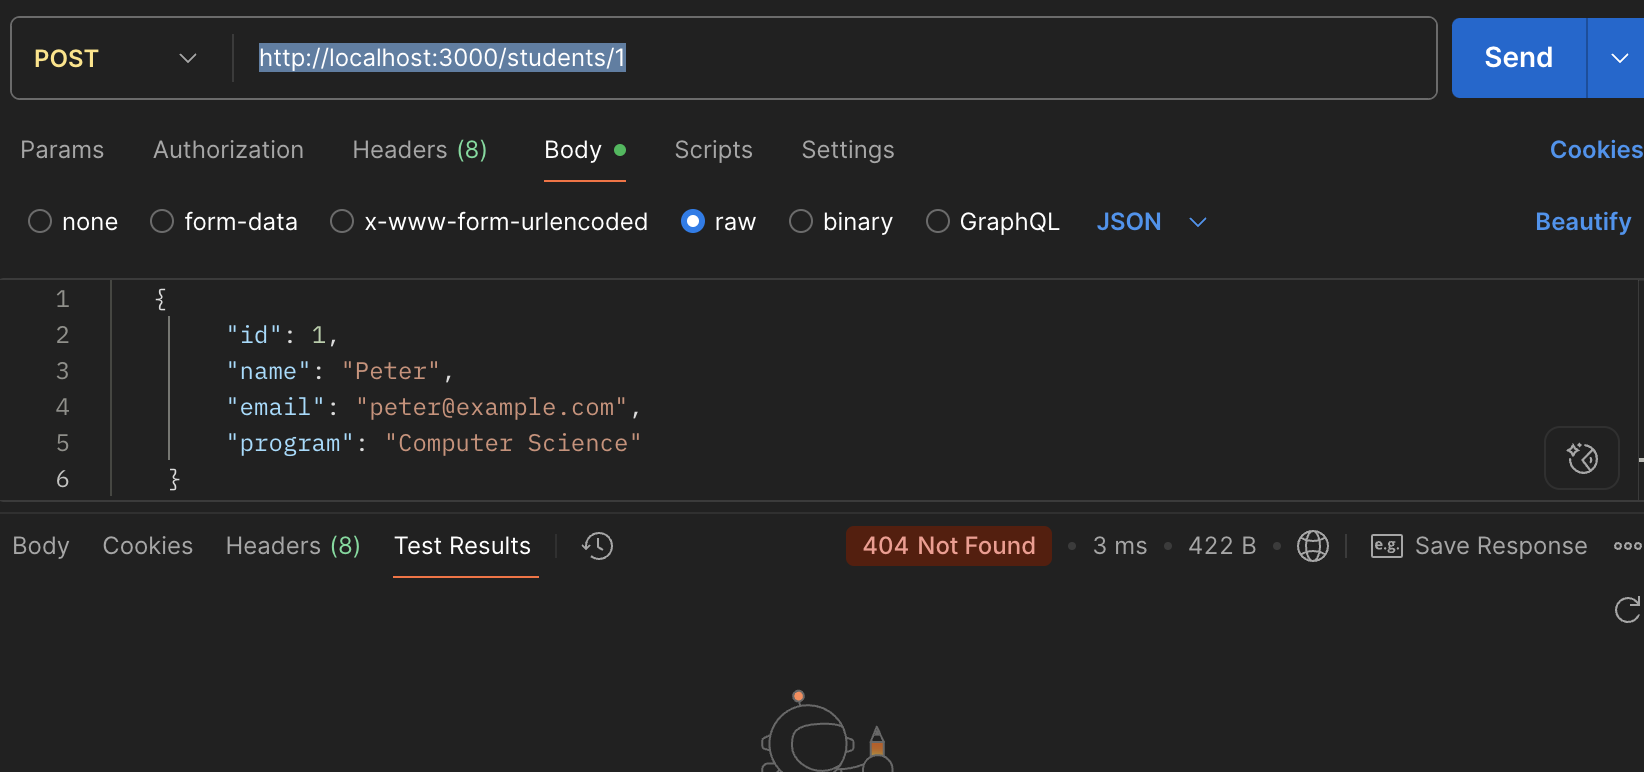 POST http://localhost:3000/students/1 Send
Params Authorization Headers (8) Body Scripts Settings Cookies
none form-data x-www-form-urlencoded raw binary GraphQL JSON Beautify
1 {
2 "id": 1,
3 "name": "Peter",
4 "email": "peter@example.com",
5 "program": "Computer Science"
6 }
Body Cookies Headers (8) Test Results 404 Not Found • 3 ms • 422 B • e.g. Save Response